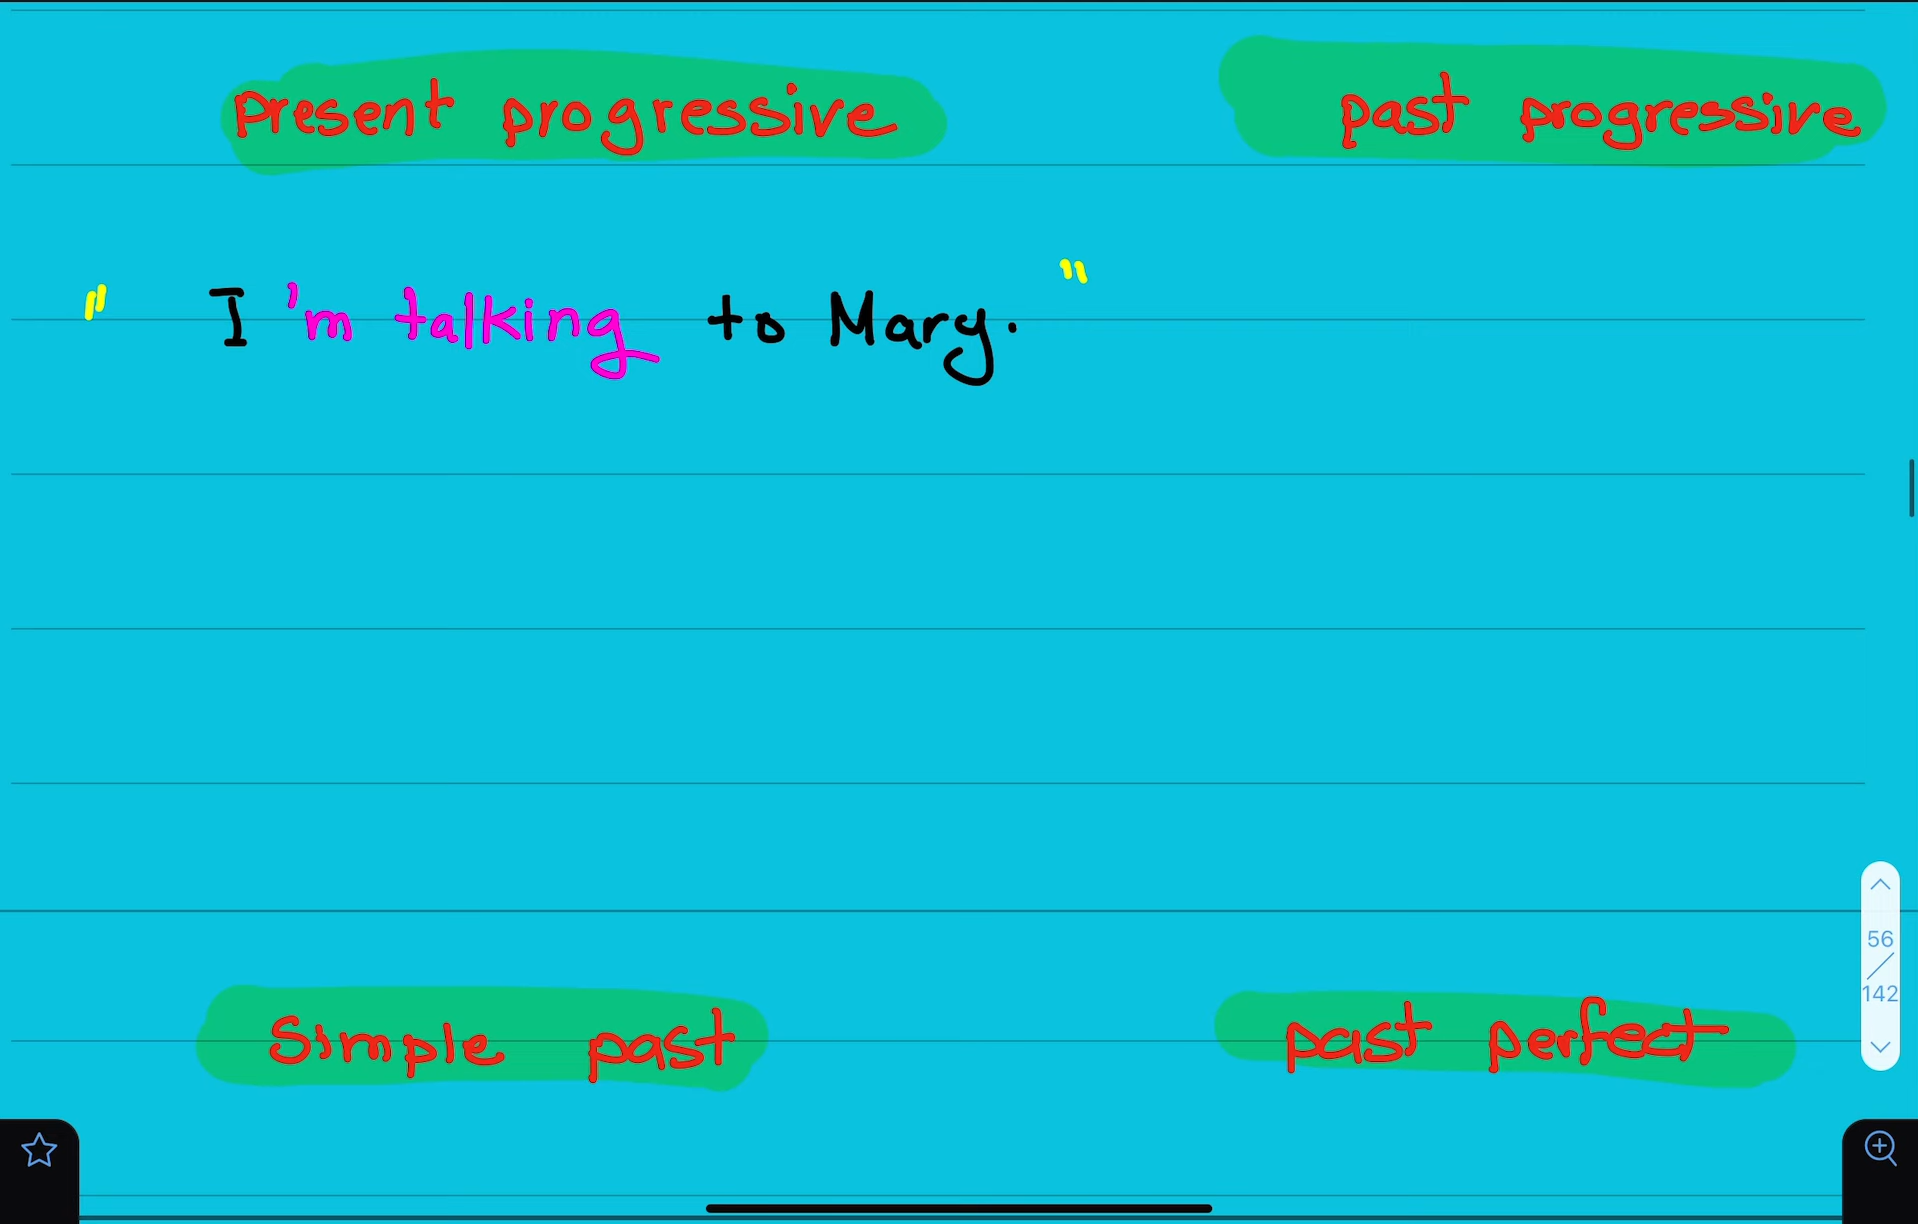 present progressive past progressive
" I'm talking to Mary. "
56
142
Simple past past perfect